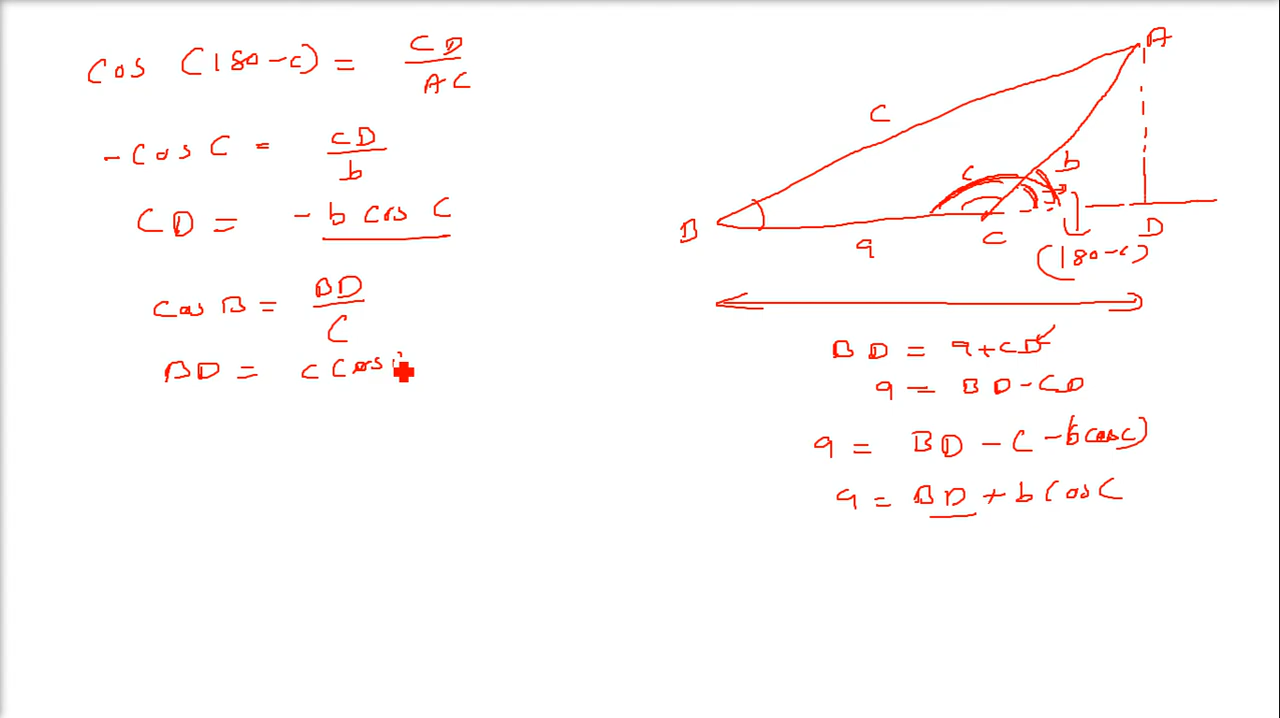 cos (180-c) = CD/AC
-cos C = CD/b
CD = -b cos C
cos B = BD/C
BD = c cos
A
C
b
c
B
a
C
D
(180-c)
BD = a+CD
a = BD-CD
a = BD - C -b cos C)
a = BD + b cos C